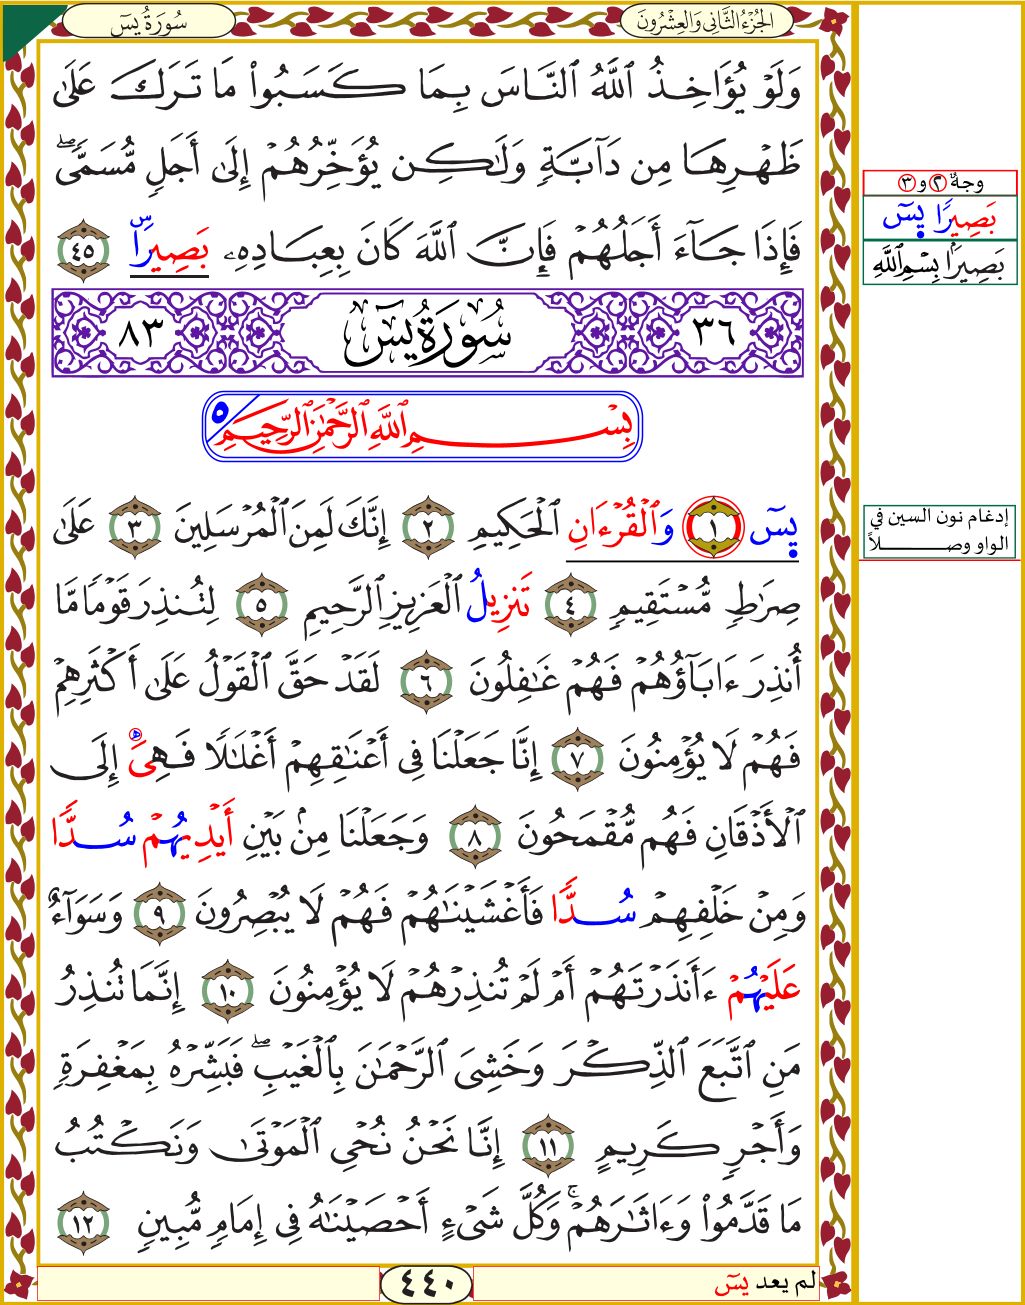 الجُزْءُ الثَّانِي وَالعِشْرُونَ
سُورَةُ يسٓ
وَلَوۡ يُؤَاخِذُ ٱللَّهُ ٱلنَّاسَ بِمَا كَسَبُواْ مَا تَرَكَ عَلَىٰ
ظَهۡرِهَا مِن دَآبَّةٖ وَلَٰكِن يُؤَخِّرُهُمۡ إِلَىٰٓ أَجَلٖ مُّسَمّٗىۖ
فَإِذَا جَآءَ أَجَلُهُمۡ فَإِنَّ ٱللَّهَ كَانَ بِعِبَادِهِۦ بَصِيرَۢا ٤٥
٣٦ سُورَةُ يسٓ ٨٣
بِسْمِ ٱللَّهِ ٱلرَّحْمَٰنِ ٱلرَّحِيمِ ٥
يسٓ ١ وَٱلۡقُرۡءَانِ ٱلۡحَكِيمِ ٢ إِنَّكَ لَمِنَ ٱلۡمُرۡسَلِينَ ٣ عَلَىٰ
صِرَٰطٖ مُّسۡتَقِيمٖ ٤ تَنزِيلُ ٱلۡعَزِيزِ ٱلرَّحِيمِ ٥ لِتُنذِرَ قَوۡمٗا مَّآ
أُنذِرَ ءَابَآؤُهُمۡ فَهُمۡ غَٰفِلُونَ ٦ لَقَدۡ حَقَّ ٱلۡقَوۡلُ عَلَىٰٓ أَكۡثَرِهِمۡ
فَهُمۡ لَا يُؤۡمِنُونَ ٧ إِنَّا جَعَلۡنَا فِيٓ أَعۡنَٰقِهِمۡ أَغۡلَٰلٗا فَهِيَ إِلَى
ٱلۡأَذۡقَانِ فَهُم مُّقۡمَحُونَ ٨ وَجَعَلۡنَا مِنۢ بَيۡنِ أَيۡدِيهُمۡ سُدّٗا
وَمِنۡ خَلۡفِهِمۡ سُدّٗا فَأَغۡشَيۡنَٰهُمۡ فَهُمۡ لَا يُبۡصِرُونَ ٩ وَسَوَآءٌ
عَلَيۡهُمۡ ءَأَنذَرۡتَهُمۡ أَمۡ لَمۡ تُنذِرۡهُمۡ لَا يُؤۡمِنُونَ ١٠ إِنَّمَا تُنذِرُ
مَنِ ٱتَّبَعَ ٱلذِّكۡرَ وَخَشِيَ ٱلرَّحۡمَٰنَ بِٱلۡغَيۡبِۖ فَبَشِّرۡهُ بِمَغۡفِرَةٖ
وَأَجۡرٖ كَرِيمٍ ١١ إِنَّا نَحۡنُ نُحۡيِ ٱلۡمَوۡتَىٰ وَنَكۡتُبُ
مَا قَدَّمُواْ وَءَاثَٰرَهُمۡۚ وَكُلَّ شَيۡءٍ أَحۡصَيۡنَٰهُ فِيٓ إِمَامٖ مُّبِينٖ ١٢
وجهٌ ٢ و ٣
بَصِيرًا يسٓ
بَصِيرًا بِسْمِ ٱللَّهِ
إدغام نون السين في
الواو وصلاً
لم يعد يسٓ
٤٤٠